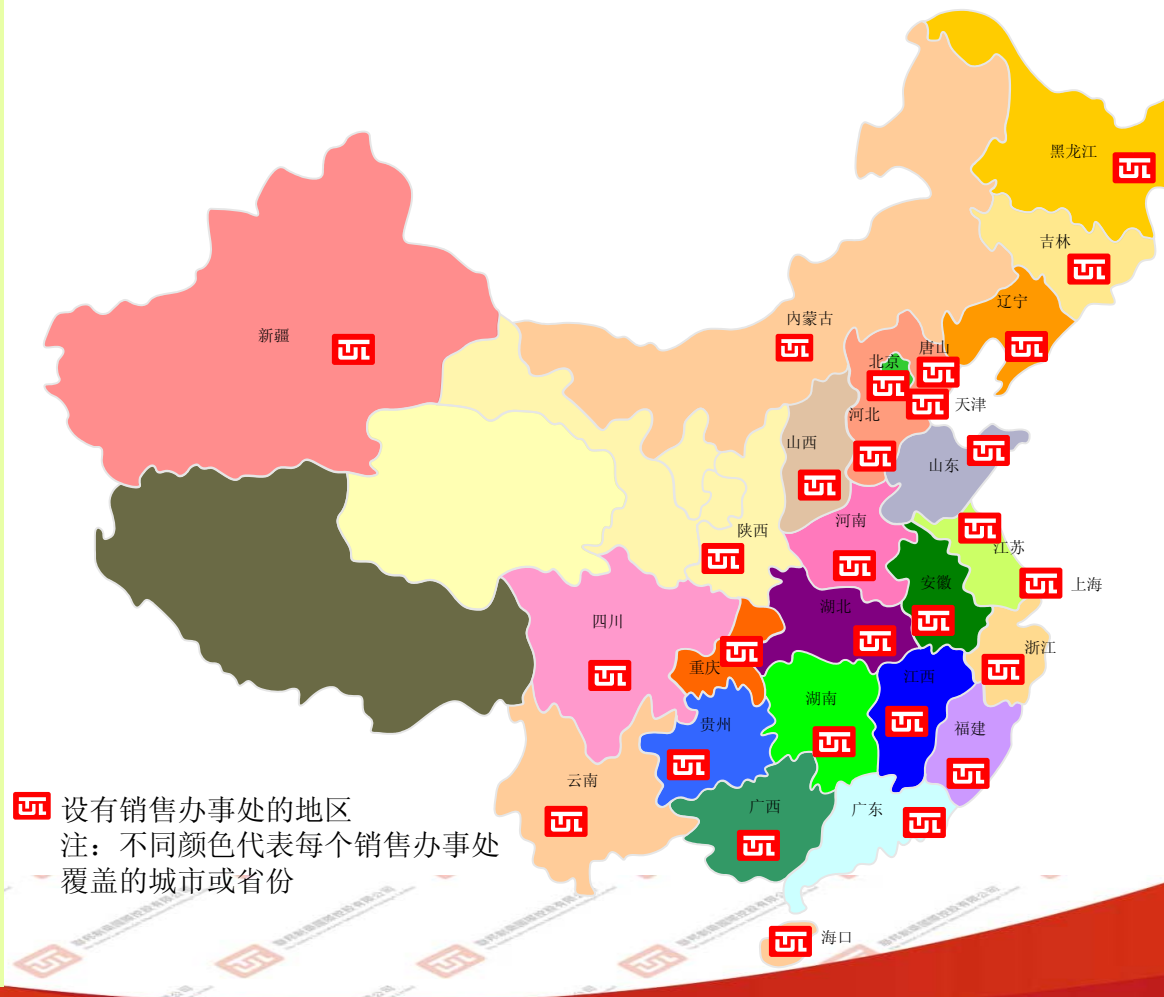 黑龙江
吉林
辽宁
内蒙古
新疆
唐山
北京
天津
河北
山西
山东
河南
陕西
江苏
安徽
上海
湖北
四川
浙江
重庆
江西
湖南
贵州
福建
云南
广西
广东
设有销售办事处的地区
注：不同颜色代表每个销售办事处
覆盖的城市或省份
海口